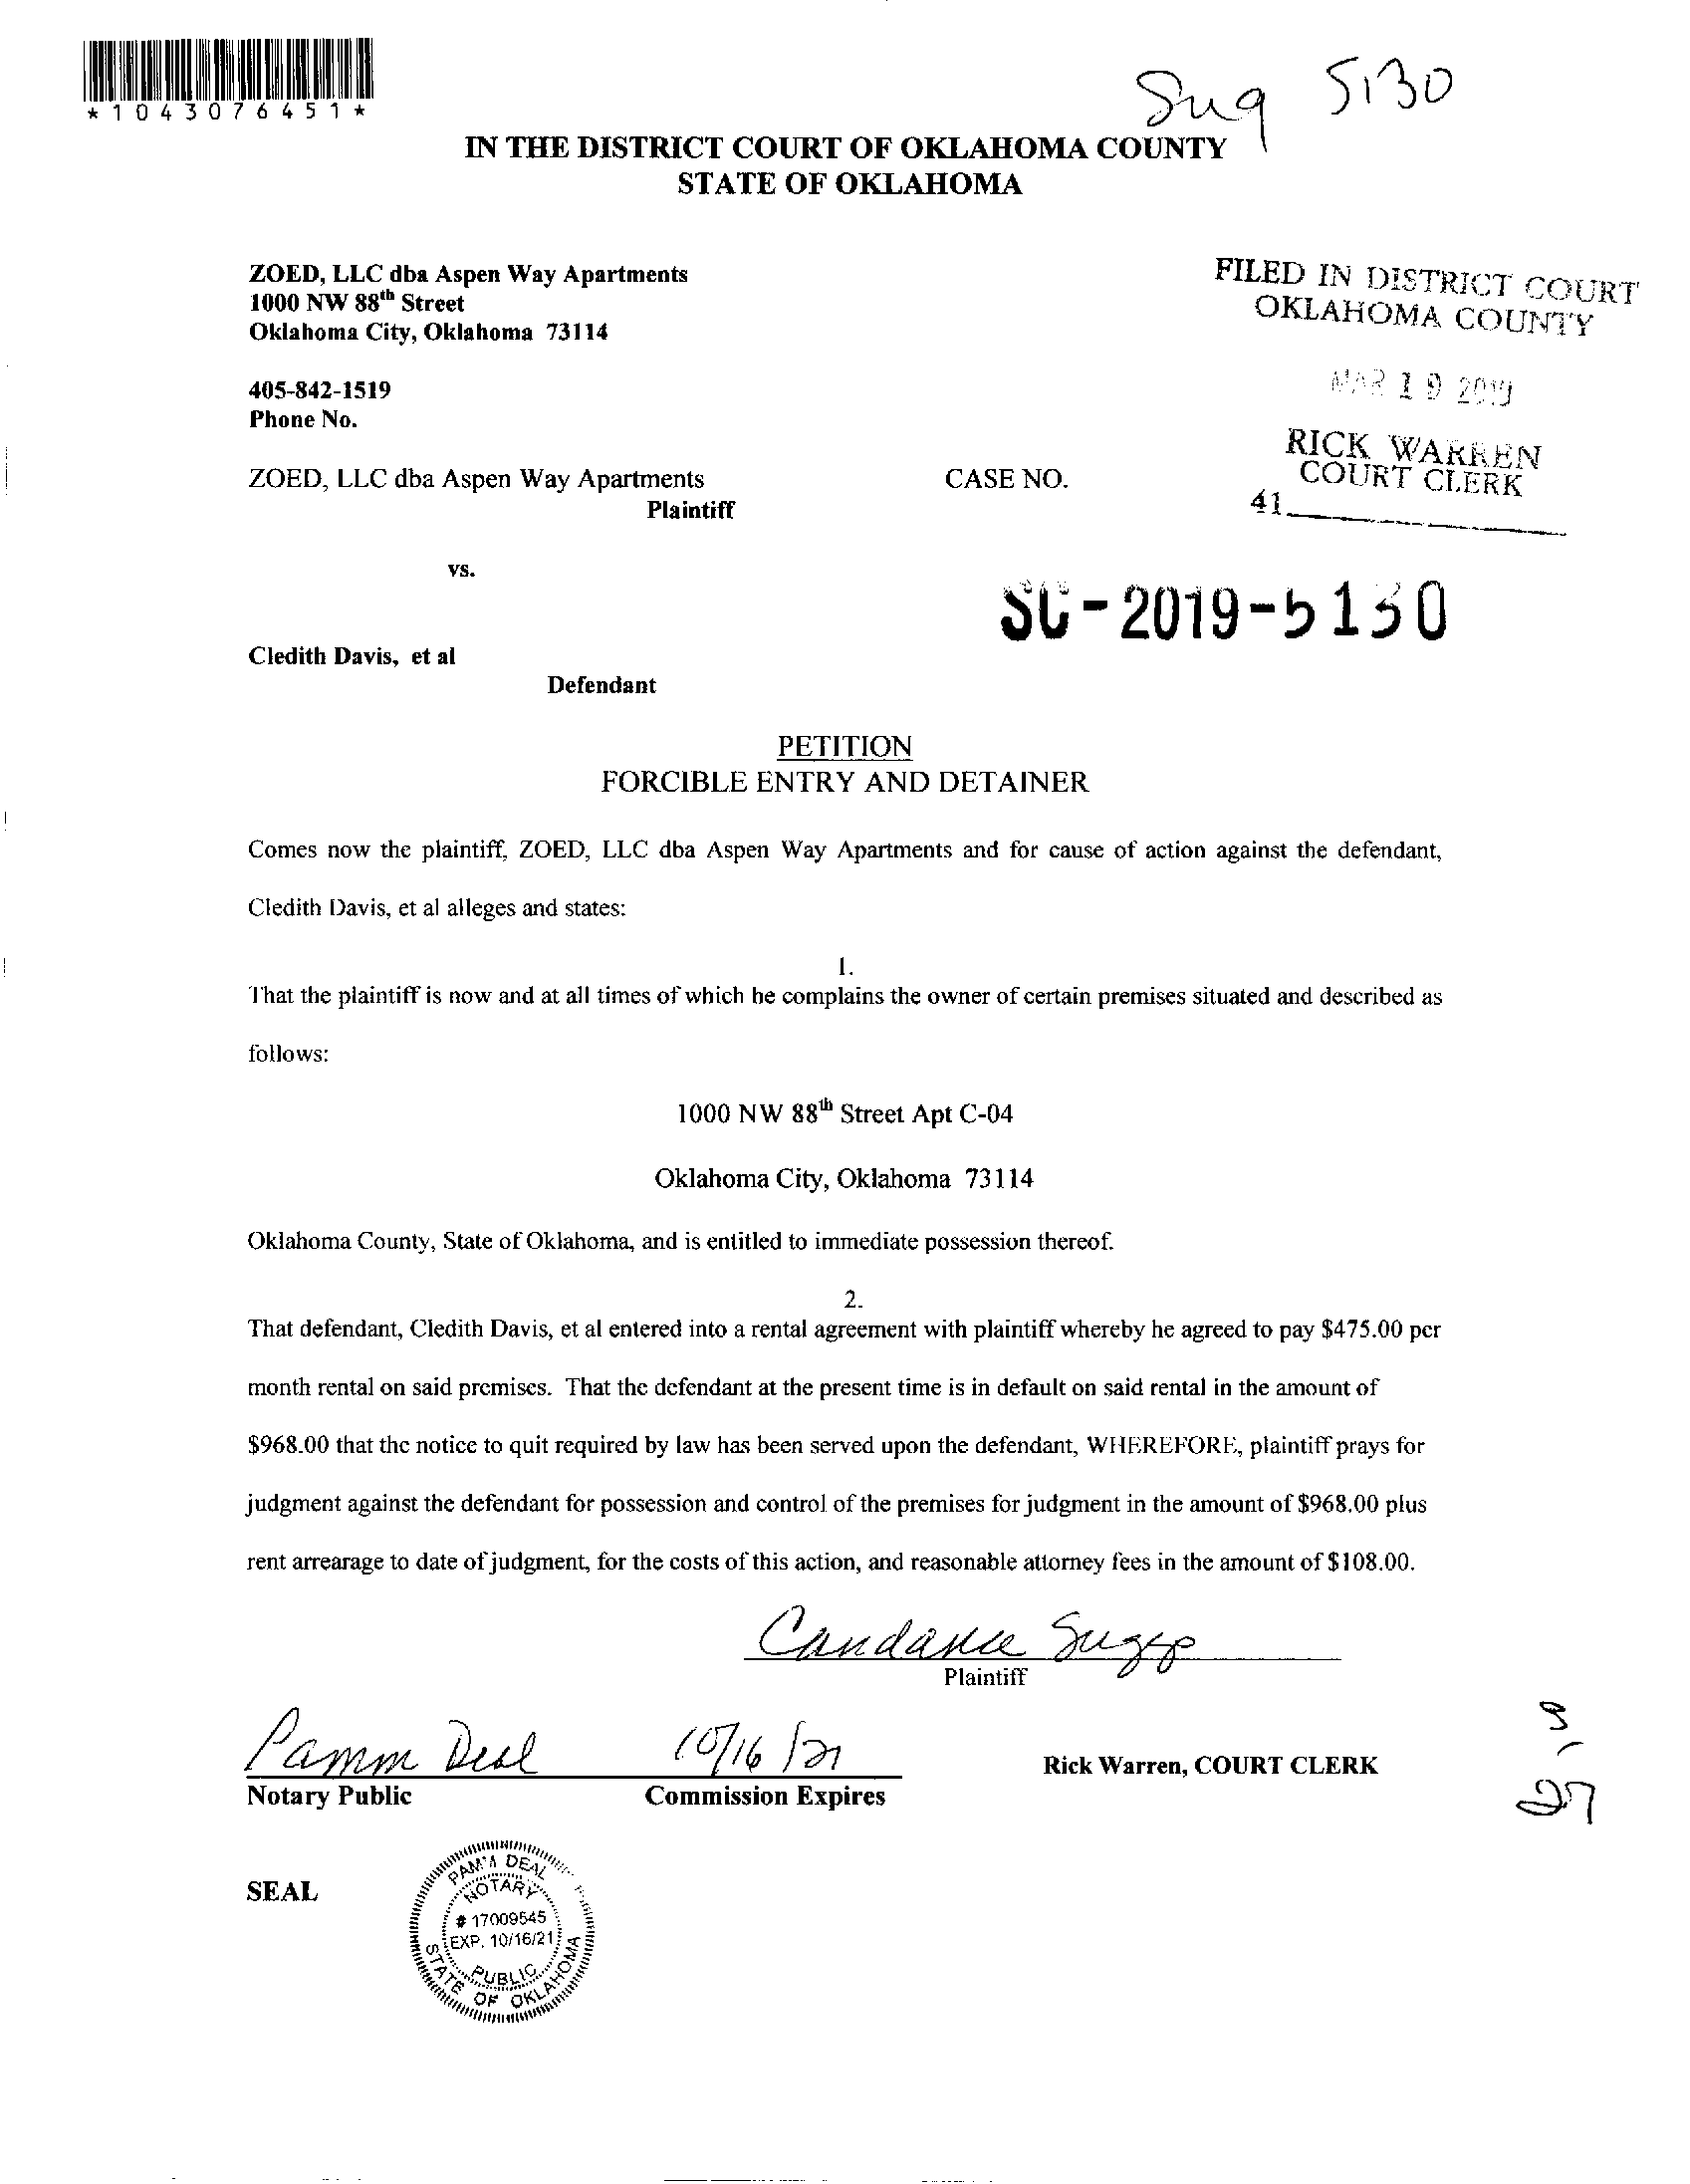 *1043076451*
Sug 5130
IN THE DISTRICT COURT OF OKLAHOMA COUNTY
STATE OF OKLAHOMA
ZOED, LLC dba Aspen Way Apartments
1000 NW 88th Street
Oklahoma City, Oklahoma 73114
FILED IN DISTRICT COURT
OKLAHOMA COUNTY
MAR 19 2019
RICK WARREN
COURT CLERK
41
405-842-1519
Phone No.
ZOED, LLC dba Aspen Way Apartments
Plaintiff
CASE NO.
vs.
SC-2019-5130
Cledith Davis, et al
Defendant
PETITION
FORCIBLE ENTRY AND DETAINER
Comes now the plaintiff, ZOED, LLC dba Aspen Way Apartments and for cause of action against the defendant,
Cledith Davis, et al alleges and states:
1.
That the plaintiff is now and at all times of which he complains the owner of certain premises situated and described as
follows:
1000 NW 88th Street Apt C-04
Oklahoma City, Oklahoma 73114
Oklahoma County, State of Oklahoma, and is entitled to immediate possession thereof.
2.
That defendant, Cledith Davis, et al entered into a rental agreement with plaintiff whereby he agreed to pay $475.00 per
month rental on said premises. That the defendant at the present time is in default on said rental in the amount of
$968.00 that the notice to quit required by law has been served upon the defendant, WHEREFORE, plaintiff prays for
judgment against the defendant for possession and control of the premises for judgment in the amount of $968.00 plus
rent arrearage to date of judgment, for the costs of this action, and reasonable attorney fees in the amount of $108.00.
Candance Suggs
Plaintiff
Pamm Deal 10/16/21
Notary Public Commission Expires
Rick Warren, COURT CLERK
SEAL
PAMM DEAL
NOTARY
# 17009545
EXP. 10/16/21
PUBLIC
STATE OF OKLAHOMA